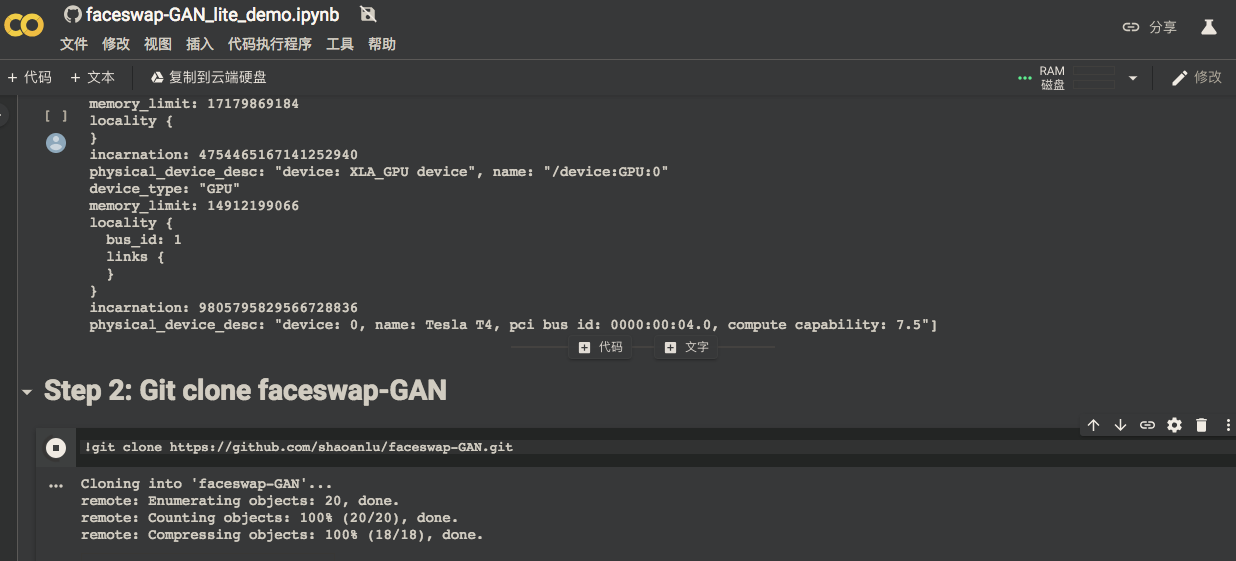 faceswap-GAN_lite_demo.ipynb
文件 修改 视图 插入 代码执行程序 工具 帮助
分享
+ 代码 + 文本 复制到云端硬盘
RAM
磁盘
修改
[ ]
memory_limit: 17179869184
locality {
}
incarnation: 4754465167141252940
physical_device_desc: "device: XLA_GPU device", name: "/device:GPU:0"
device_type: "GPU"
memory_limit: 14912199066
locality {
  bus_id: 1
  links {
  }
}
incarnation: 9805795829566728836
physical_device_desc: "device: 0, name: Tesla T4, pci bus id: 0000:00:04.0, compute capability: 7.5"]
代码 文字
Step 2: Git clone faceswap-GAN
!git clone https://github.com/shaoanlu/faceswap-GAN.git
Cloning into 'faceswap-GAN'...
remote: Enumerating objects: 20, done.
remote: Counting objects: 100% (20/20), done.
remote: Compressing objects: 100% (18/18), done.